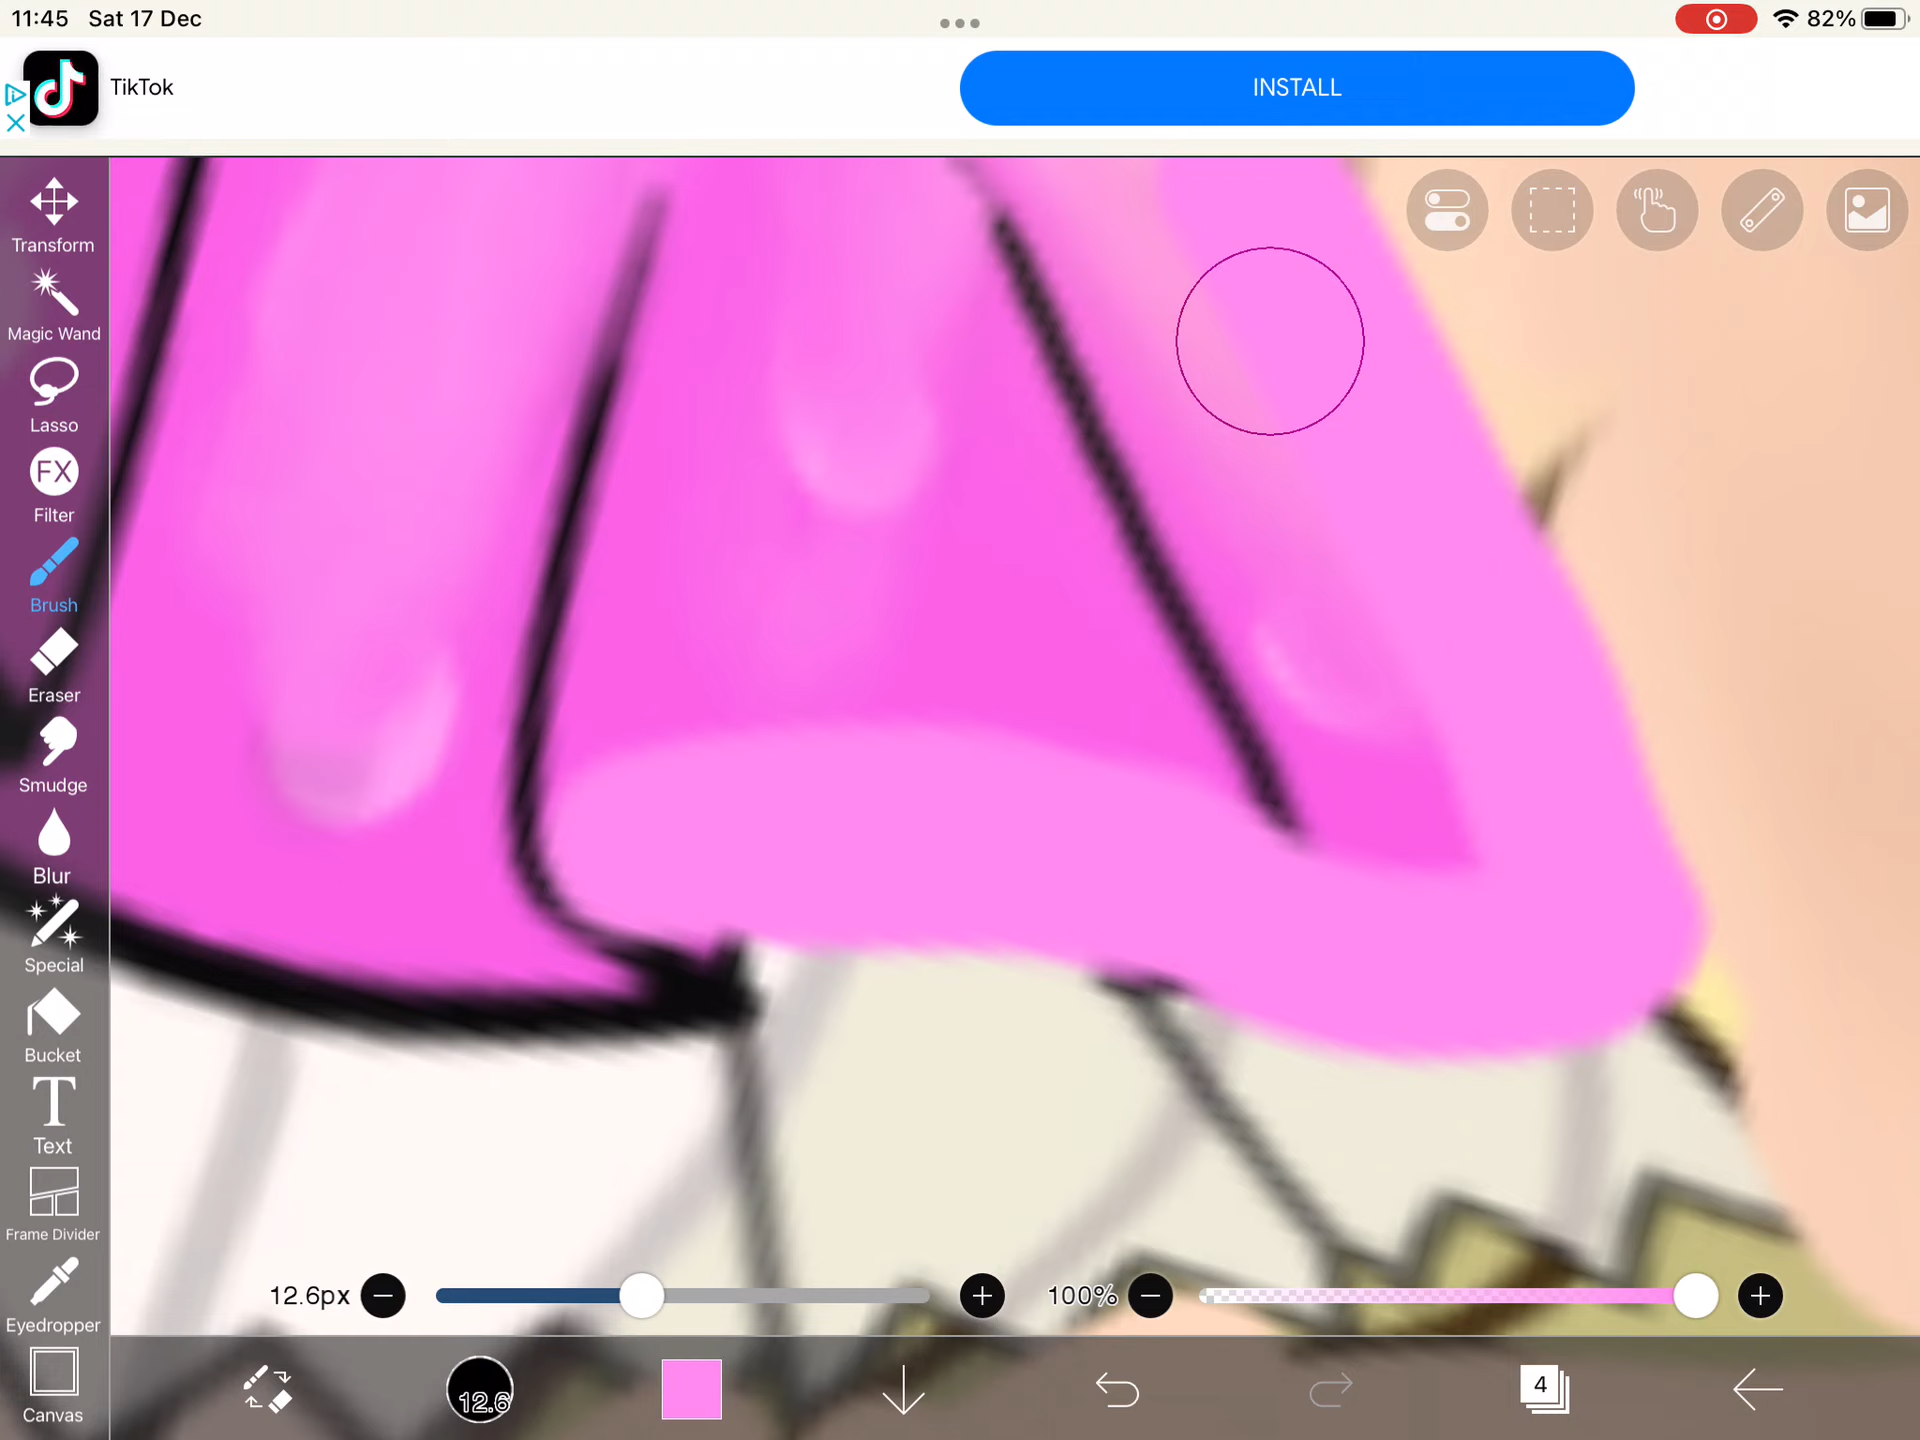 11:45 Sat 17 Dec
82%
TikTok
INSTALL
Transform
Magic Wand
Lasso
FX
Filter
Brush
Eraser
Smudge
Blur
Special
Bucket
T
Text
Frame Divider
Eyedropper
Canvas
12.6px
100%
12.6
4